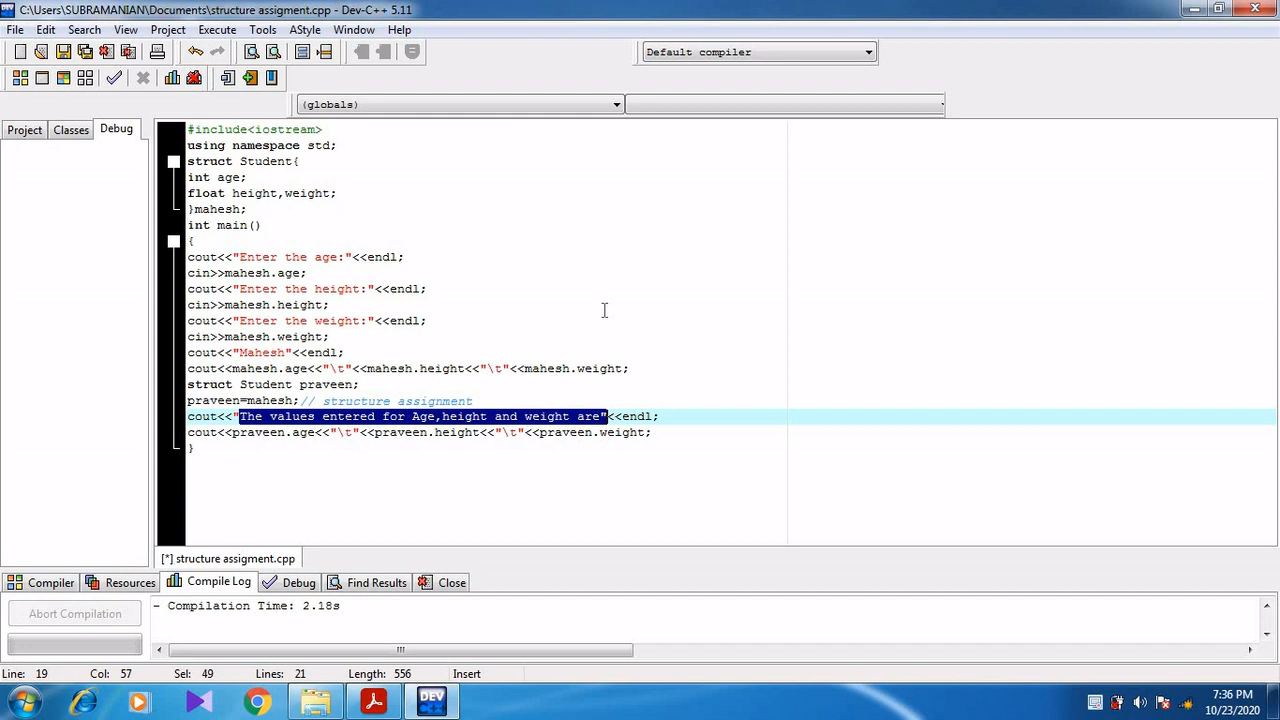 C:\Users\SUBRAMANIAN\Documents\structure assigment.cpp - Dev-C++ 5.11
File Edit Search View Project Execute Tools AStyle Window Help
Default compiler
(globals)
Project Classes Debug
#include<iostream>
using namespace std;
struct Student{
int age;
float height,weight;
}mahesh;
int main()
{
cout<<"Enter the age:"<<endl;
cin>>mahesh.age;
cout<<"Enter the height:"<<endl;
cin>>mahesh.height;
cout<<"Enter the weight:"<<endl;
cin>>mahesh.weight;
cout<<"Mahesh"<<endl;
cout<<mahesh.age<<"\t"<<mahesh.height<<"\t"<<mahesh.weight;
struct Student praveen;
praveen=mahesh;// structure assignment
cout<<"The values entered for Age,height and weight are"<<endl;
cout<<praveen.age<<"\t"<<praveen.height<<"\t"<<praveen.weight;
}
[*] structure assigment.cpp
Compiler Resources Compile Log Debug Find Results Close
Abort Compilation
- Compilation Time: 2.18s
Line: 19 Col: 57 Sel: 49 Lines: 21 Length: 556 Insert
DEV
7:36 PM
10/23/2020